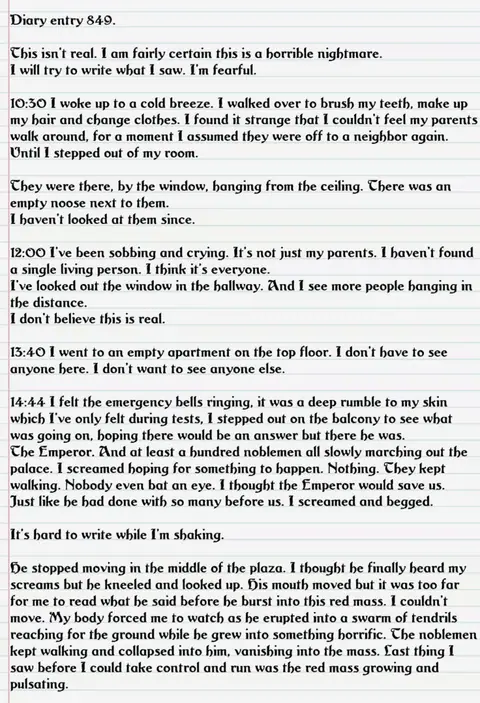 Diary entry 849.
This isn't real. I am fairly certain this is a horrible nightmare.
I will try to write what I saw. I'm fearful.
10:30 I woke up to a cold breeze. I walked over to brush my teeth, make up
my hair and change clothes. I found it strange that I couldn't feel my parents
walk around, for a moment I assumed they were off to a neighbor again.
Until I stepped out of my room.
They were there, by the window, hanging from the ceiling. There was an
empty noose next to them.
I haven't looked at them since.
12:00 I've been sobbing and crying. It's not just my parents. I haven't found
a single living person. I think it's everyone.
I've looked out the window in the hallway. And I see more people hanging in
the distance.
I don't believe this is real.
13:40 I went to an empty apartment on the top floor. I don't have to see
anyone here. I don't want to see anyone else.
14:44 I felt the emergency bells ringing, it was a deep rumble to my skin
which I've only felt during tests, I stepped out on the balcony to see what
was going on, hoping there would be an answer but there he was.
The Emperor. And at least a hundred noblemen all slowly marching out the
palace. I screamed hoping for something to happen. Nothing. They kept
walking. Nobody even bat an eye. I thought the Emperor would save us.
Just like he had done with so many before us. I screamed and begged.
It's hard to write while I'm shaking.
He stopped moving in the middle of the plaza. I thought he finally heard my
screams but he kneeled and looked up. His mouth moved but it was too far
for me to read what he said before he burst into this red mass. I couldn't
move. My body forced me to watch as he erupted into a swarm of tendrils
reaching for the ground while he grew into something horrific. The noblemen
kept walking and collapsed into him, vanishing into the mass. Last thing I
saw before I could take control and run was the red mass growing and
pulsating.